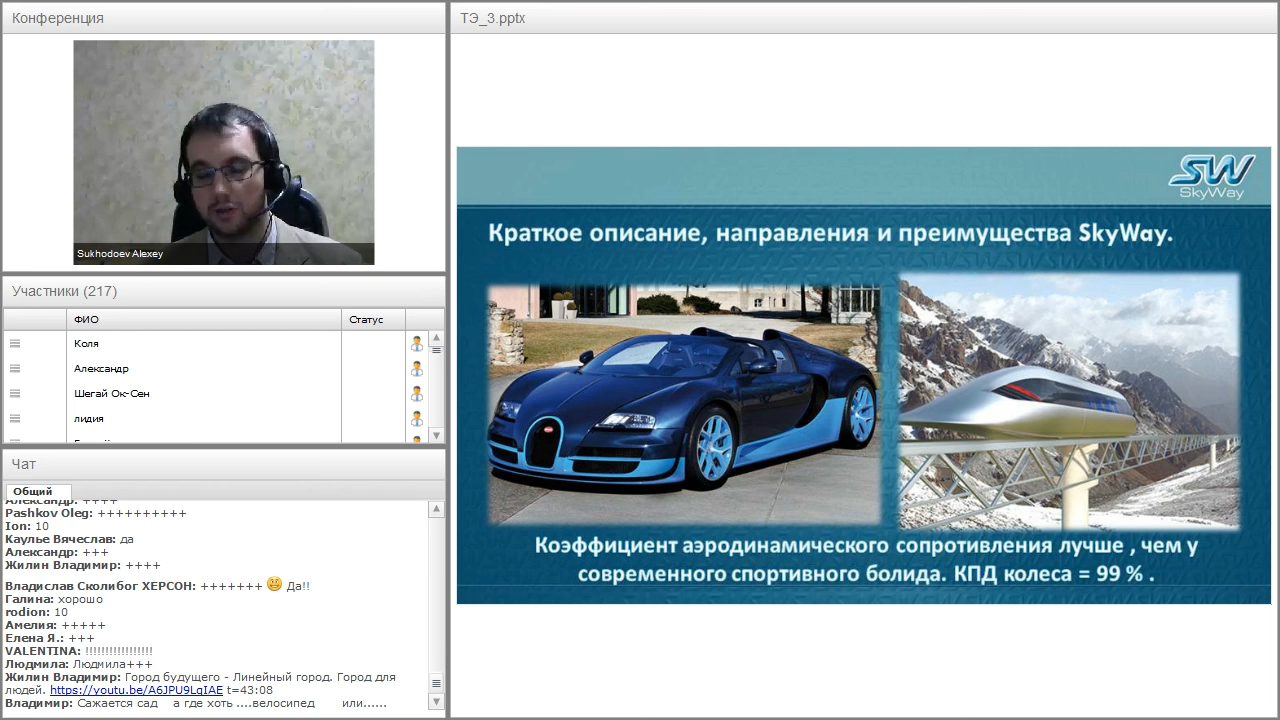 Конференция
Sukhodoev Alexey
Участники (217)
ФИО
Статус
Коля
Александр
Шегай Ок-Сен
лидия
Чат
Общий
Александр: ++++
Pashkov Oleg: ++++++++++
Ion: 10
Каулье Вячеслав: да
Александр: +++
Жилин Владимир: ++++
Владислав Сколибог ХЕРСОН: +++++++ Да!!
Галина: хорошо
rodion: 10
Амелия: +++++
Елена Я.: +++
VALENTINA: !!!!!!!!!!!!!!!!!
Людмила: Людмила+++
Жилин Владимир: Город будущего - Линейный город. Город для
людей. https://youtu.be/A6JPU9LgIAE t=43:08
Владимир: Сажается сад где хоть ....велосипед или......
ТЭ_3.pptx
SW
SkyWay
Краткое описание, направления и преимущества SkyWay.
Коэффициент аэродинамического сопротивления лучше , чем у
современного спортивного болида. КПД колеса = 99 % .